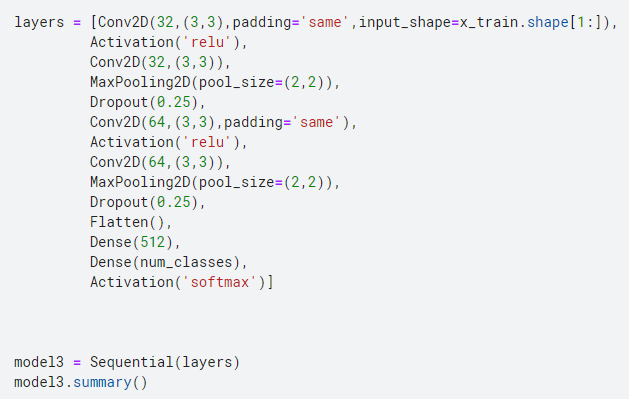 layers = [Conv2D(32,(3,3),padding='same',input_shape=x_train.shape[1:]),
         Activation('relu'),
         Conv2D(32,(3,3)),
         MaxPooling2D(pool_size=(2,2)),
         Dropout(0.25),
         Conv2D(64,(3,3),padding='same'),
         Activation('relu'),
         Conv2D(64,(3,3)),
         MaxPooling2D(pool_size=(2,2)),
         Dropout(0.25),
         Flatten(),
         Dense(512),
         Dense(num_classes),
         Activation('softmax')]
model3 = Sequential(layers)
model3.summary()